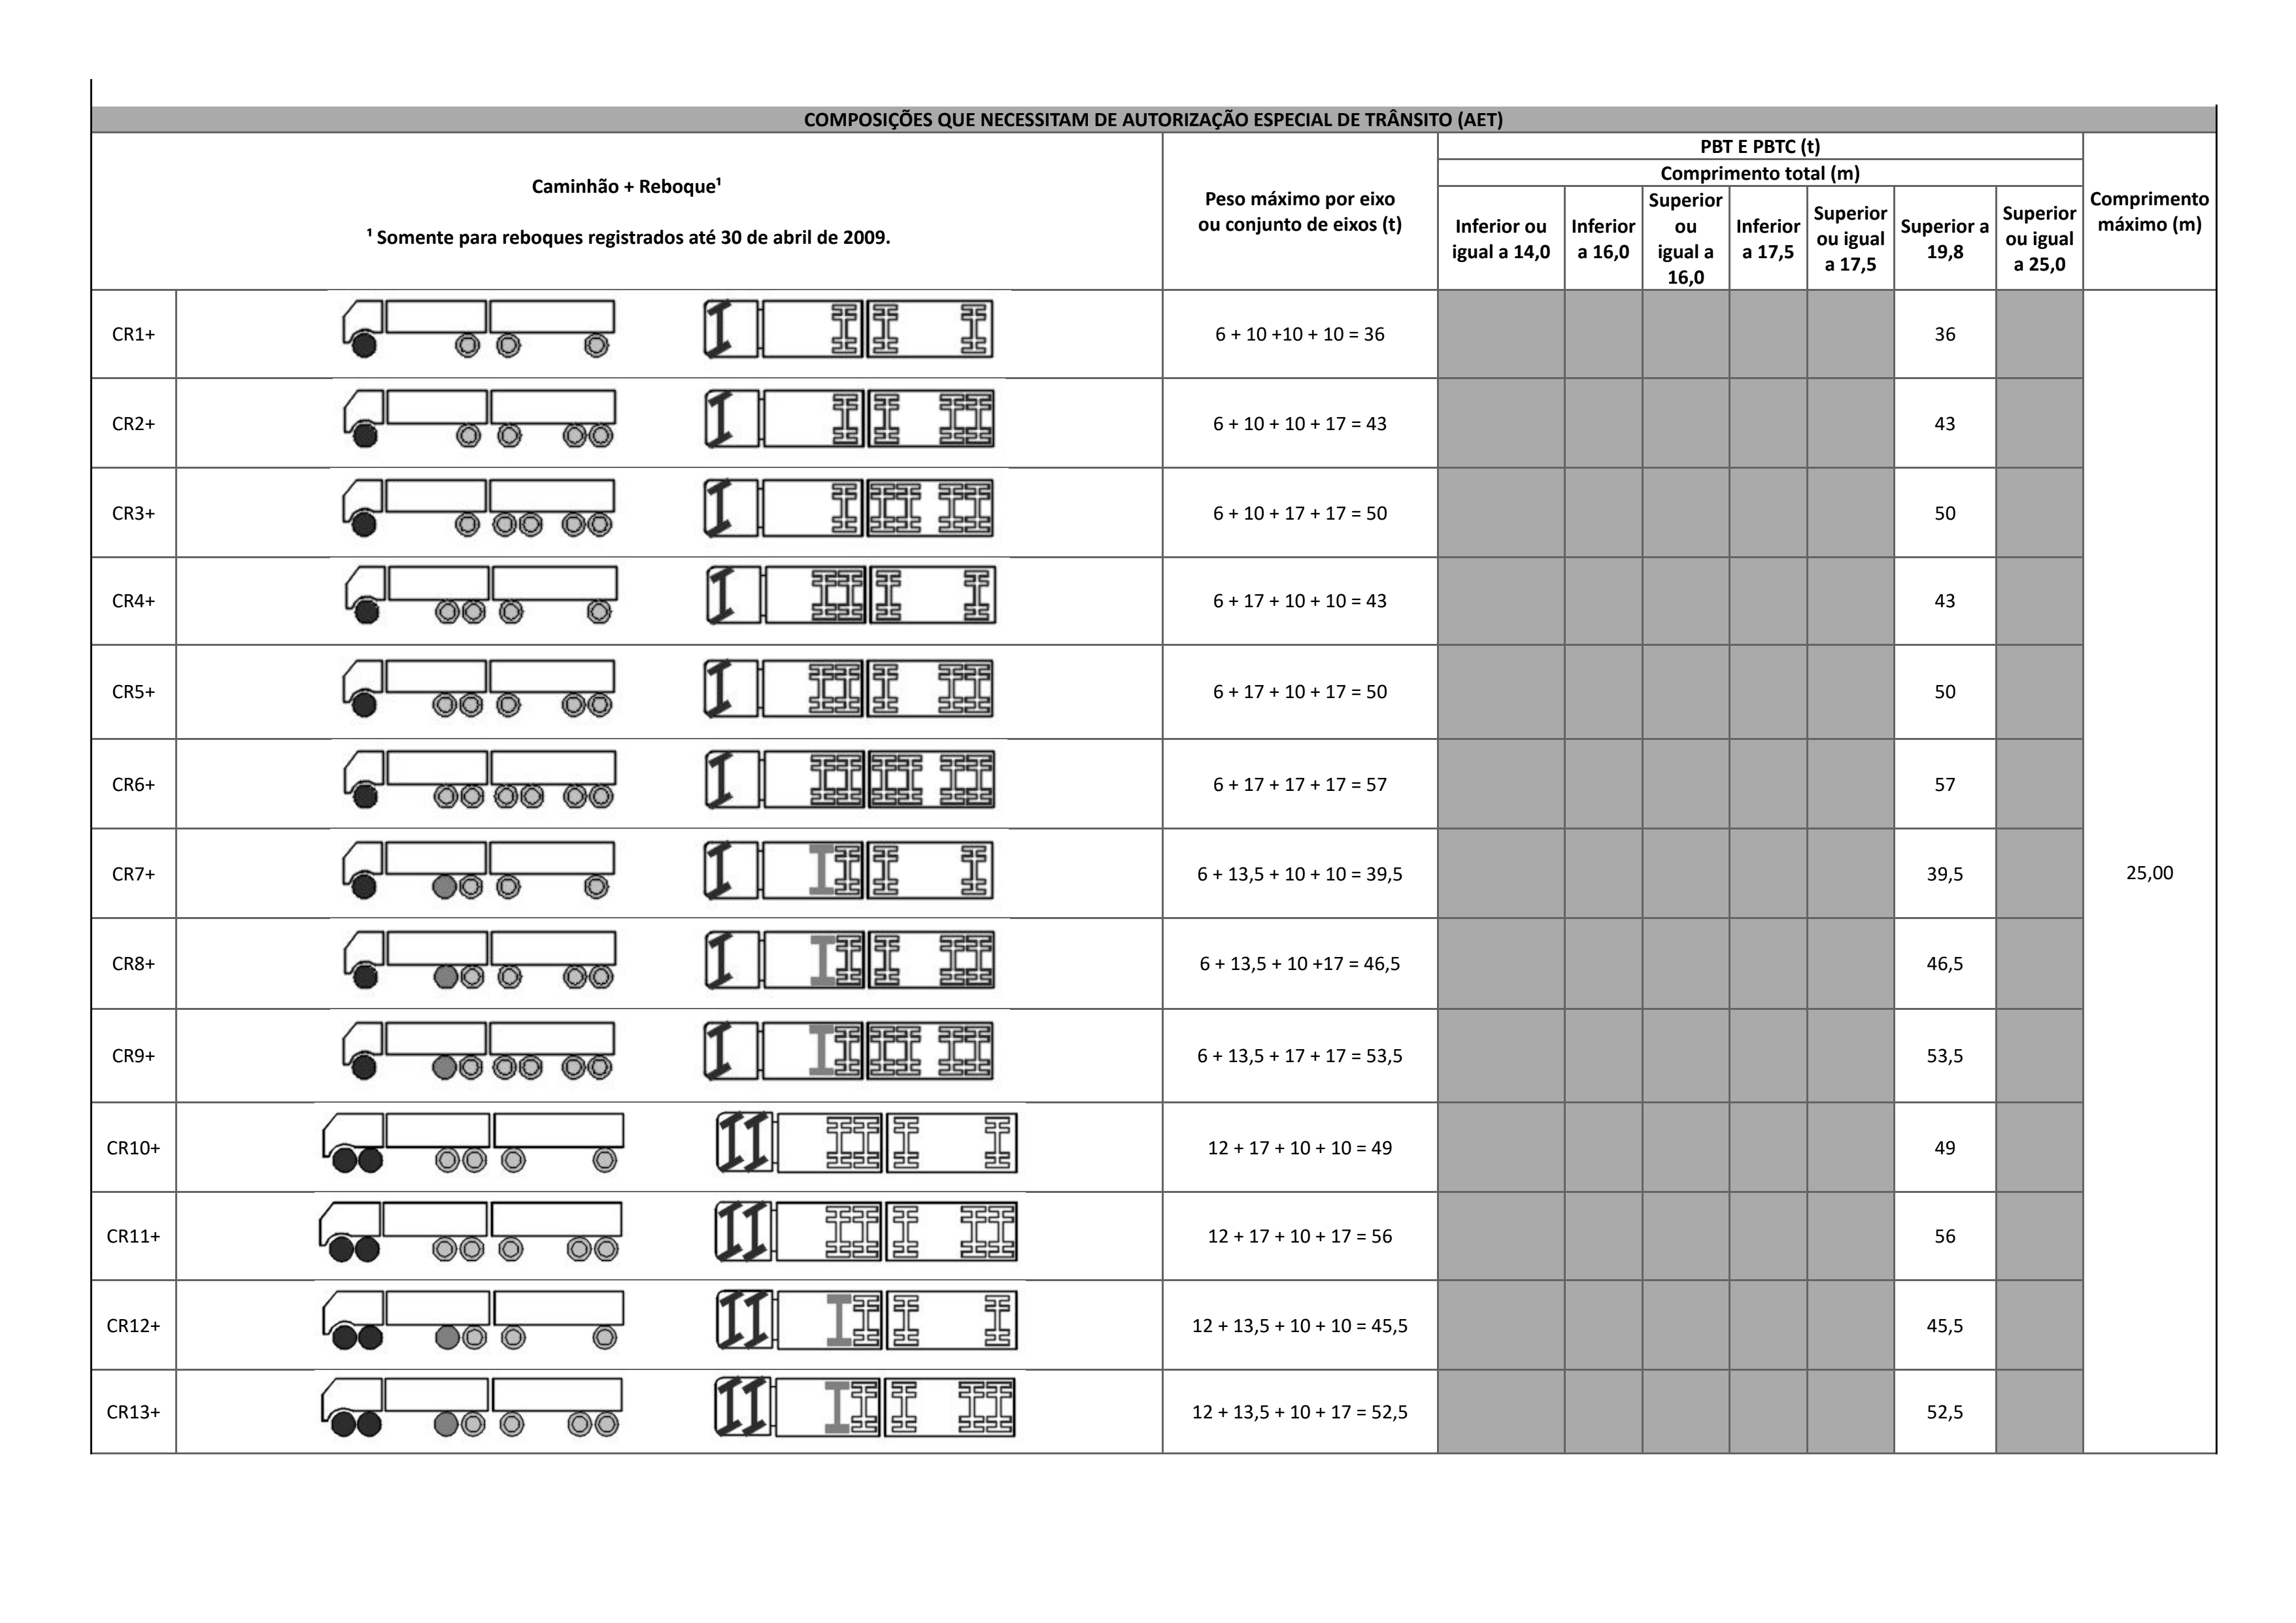 COMPOSIÇÕES QUE NECESSITAM DE AUTORIZAÇÃO ESPECIAL DE TRÂNSITO (AET)
Caminhão + Reboque¹
¹ Somente para reboques registrados até 30 de abril de 2009.
Peso máximo por eixo
ou conjunto de eixos (t)
PBT E PBTC (t)
Comprimento total (m)
Inferior ou
igual a 14,0
Inferior
a 16,0
Superior
ou
igual a
16,0
Inferior
a 17,5
Superior
ou igual
a 17,5
Superior a
19,8
Superior
ou igual
a 25,0
Comprimento
máximo (m)
CR1+ 6 + 10 +10 + 10 = 36 36
CR2+ 6 + 10 + 10 + 17 = 43 43
CR3+ 6 + 10 + 17 + 17 = 50 50
CR4+ 6 + 17 + 10 + 10 = 43 43
CR5+ 6 + 17 + 10 + 17 = 50 50
CR6+ 6 + 17 + 17 + 17 = 57 57
CR7+ 6 + 13,5 + 10 + 10 = 39,5 39,5 25,00
CR8+ 6 + 13,5 + 10 +17 = 46,5 46,5
CR9+ 6 + 13,5 + 17 + 17 = 53,5 53,5
CR10+ 12 + 17 + 10 + 10 = 49 49
CR11+ 12 + 17 + 10 + 17 = 56 56
CR12+ 12 + 13,5 + 10 + 10 = 45,5 45,5
CR13+ 12 + 13,5 + 10 + 17 = 52,5 52,5